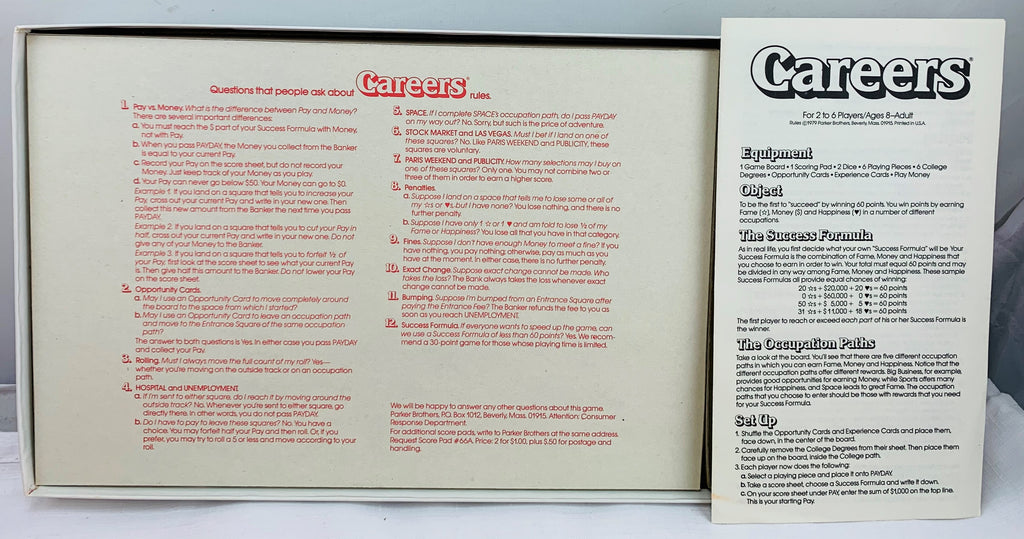 Questions that people ask about Careers® rules.
1. Pay vs. Money. What is the difference between Pay and Money?
There are several important differences:
a. You must reach the $ part of your Success Formula with Money,
not with Pay.
b. When you pass PAYDAY, the Money you collect from the Banker
is equal to your current Pay.
c. Record your Pay on the score sheet, but do not record your
Money. Just keep track of your Money as you play.
d. Your Pay can never go below $50. Your Money can go to $0.
Example 1. If you land on a square that tells you to increase your
Pay, cross out your current Pay and write in your new one. Then
collect this new amount from the Banker the next time you pass
PAYDAY.
Example 2. If you land on a square that tells you to cut your Pay in
half, cross out your current Pay and write in your new one. Do not
give any of your Money to the Banker.
Example 3. If you land on a square that tells you to forfeit ½ of
your Pay, first look at the score sheet to see what your current Pay
is. Then give half this amount to the Banker. Do not lower your Pay
on the score sheet.
2. Opportunity Cards.
a. May I use an Opportunity Card to move completely around
the board to the space from which I started?
b. May I use an Opportunity Card to leave an occupation path
and move to the Entrance Square of the same occupation
path?
The answer to both questions is Yes. In either case you pass PAYDAY
and collect your Pay.
3. Rolling. Must I always move the full count of my roll? Yes—
whether you're moving on the outside track or on an occupation
path.
4. HOSPITAL and UNEMPLOYMENT.
a. If I'm sent to either square, do I reach it by moving around the
outside track? No. Whenever you're sent to either square, go
directly there. In other words, you do not pass PAYDAY.
b. Do I have to pay to leave these squares? No. You have a
choice. You may forfeit half your Pay and then roll. Or, if you
prefer, you may try to roll a 5 or less and move according to your
roll.
5. SPACE. If I complete SPACE's occupation path, do I pass PAYDAY
on my way out? No. Sorry, but such is the price of adventure.
6. STOCK MARKET and LAS VEGAS. Must I bet if I land on one of
these squares? No. Like PARIS WEEKEND and PUBLICITY, these
squares are voluntary.
7. PARIS WEEKEND and PUBLICITY. How many selections may I buy on
one of these squares? Only one. You may not combine two or
three of them in order to earn a higher score.
8. Penalties.
a. Suppose I land on a space that tells me to lose some or all of
my ☆s or ♥s, but I have none? You lose nothing, and there is no
further penalty.
b. Suppose I have only 1 ☆ or 1 ♥ and am told to lose ½ of my
Fame or Happiness? You lose all that you have in that category.
9. Fines. Suppose I don't have enough Money to meet a fine? If you
have nothing, you pay nothing; otherwise, pay as much as you
have at the moment. In either case, there is no further penalty.
10. Exact Change. Suppose exact change cannot be made. Who
takes the loss? The Bank always takes the loss whenever exact
change cannot be made.
11. Bumping. Suppose I'm bumped from an Entrance Square after
paying the Entrance Fee? The Banker refunds the fee to you as
soon as you reach UNEMPLOYMENT.
12. Success Formula. If everyone wants to speed up the game, can
we use a Success Formula of less than 60 points? Yes. We recom-
mend a 30-point game for those whose playing time is limited.
We will be happy to answer any other questions about this game.
Parker Brothers, P.O. Box 1012, Beverly, Mass. 01915. Attention: Consumer
Response Department.
For additional score pads, write to Parker Brothers at the same address.
Request Score Pad #66A. Price: 2 for $1.00, plus $.50 for postage and
handling.
Careers®
For 2 to 6 Players/Ages 8–Adult
Rules ©1979 Parker Brothers, Beverly, Mass. 01915. Printed in U.S.A.
Equipment
1 Game Board • 1 Scoring Pad • 2 Dice • 6 Playing Pieces • 6 College
Degrees • Opportunity Cards • Experience Cards • Play Money
Object
To be the first to "succeed" by winning 60 points. You win points by earning
Fame (☆), Money ($) and Happiness (♥) in a number of different
occupations.
The Success Formula
As in real life, you first decide what your own "Success Formula" will be. Your
Success Formula is the combination of Fame, Money and Happiness that
you choose to earn in order to win. Your total must equal 60 points and may
be divided in any way among Fame, Money and Happiness. These sample
Success Formulas all provide equal chances of winning:
20 ☆s + $20,000 + 20 ♥s = 60 points
0 ☆s + $60,000 + 0 ♥s = 60 points
50 ☆s + $ 5,000 + 5 ♥s = 60 points
31 ☆s + $11,000 + 18 ♥s = 60 points
The first player to reach or exceed each part of his or her Success Formula is
the winner.
The Occupation Paths
Take a look at the board. You'll see that there are five different occupation
paths in which you can earn Fame, Money and Happiness. Notice that the
different occupation paths offer different rewards. Big Business, for example,
provides good opportunities for earning Money, while Sports offers many
chances for Happiness, and Space leads to great Fame. The occupation
paths that you choose to enter should be those with rewards that you need
for your Success Formula.
Set Up
1. Shuffle the Opportunity Cards and Experience Cards and place them,
face down, in the center of the board.
2. Carefully remove the College Degrees from their sheet. Then place them
face up on the board, inside the College path.
3. Each player now does the following:
a. Select a playing piece and place it onto PAYDAY.
b. Take a score sheet, choose a Success Formula and write it down.
c. On your score sheet under PAY, enter the sum of $1,000 on the top line.
This is your starting Pay.